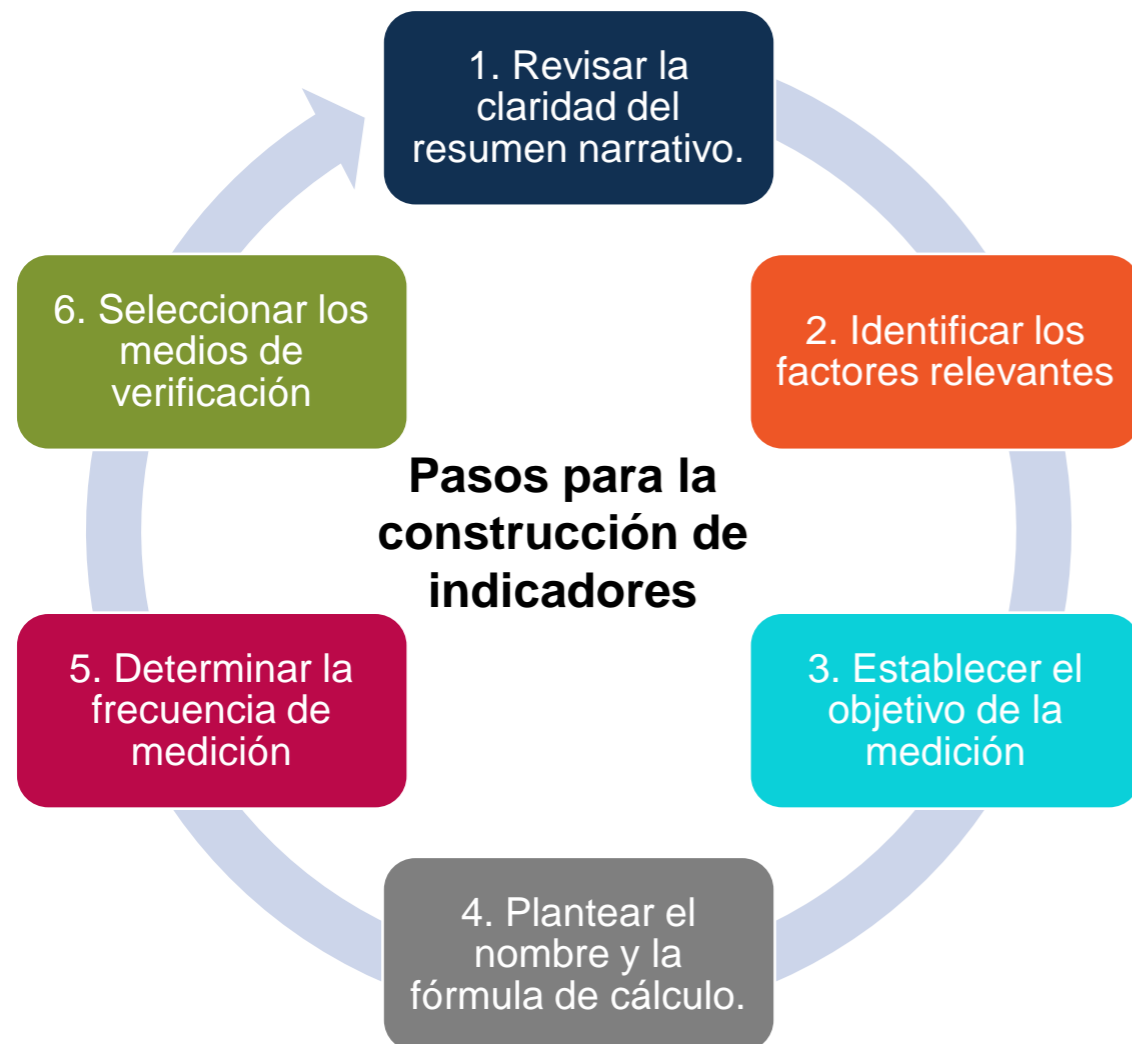 1. Revisar la
claridad del
resumen narrativo.
2. Identificar los
factores relevantes
3. Establecer el
objetivo de la
medición
4. Plantear el
nombre y la
fórmula de cálculo.
5. Determinar la
frecuencia de
medición
6. Seleccionar los
medios de
verificación
Pasos para la
construcción de
indicadores